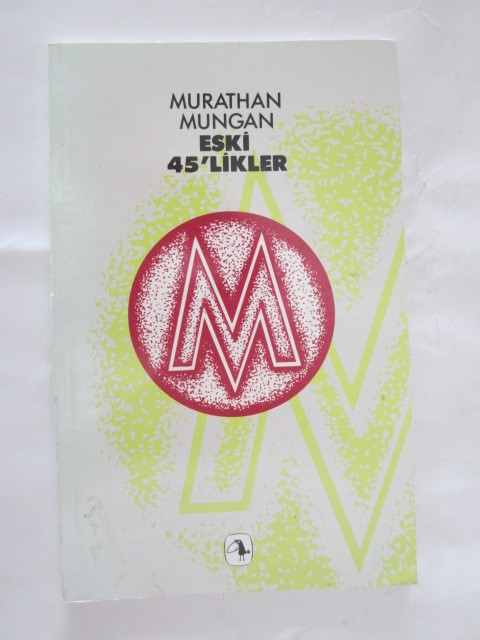 MURATHAN
MUNGAN
ESKİ
45'LİKLER
M